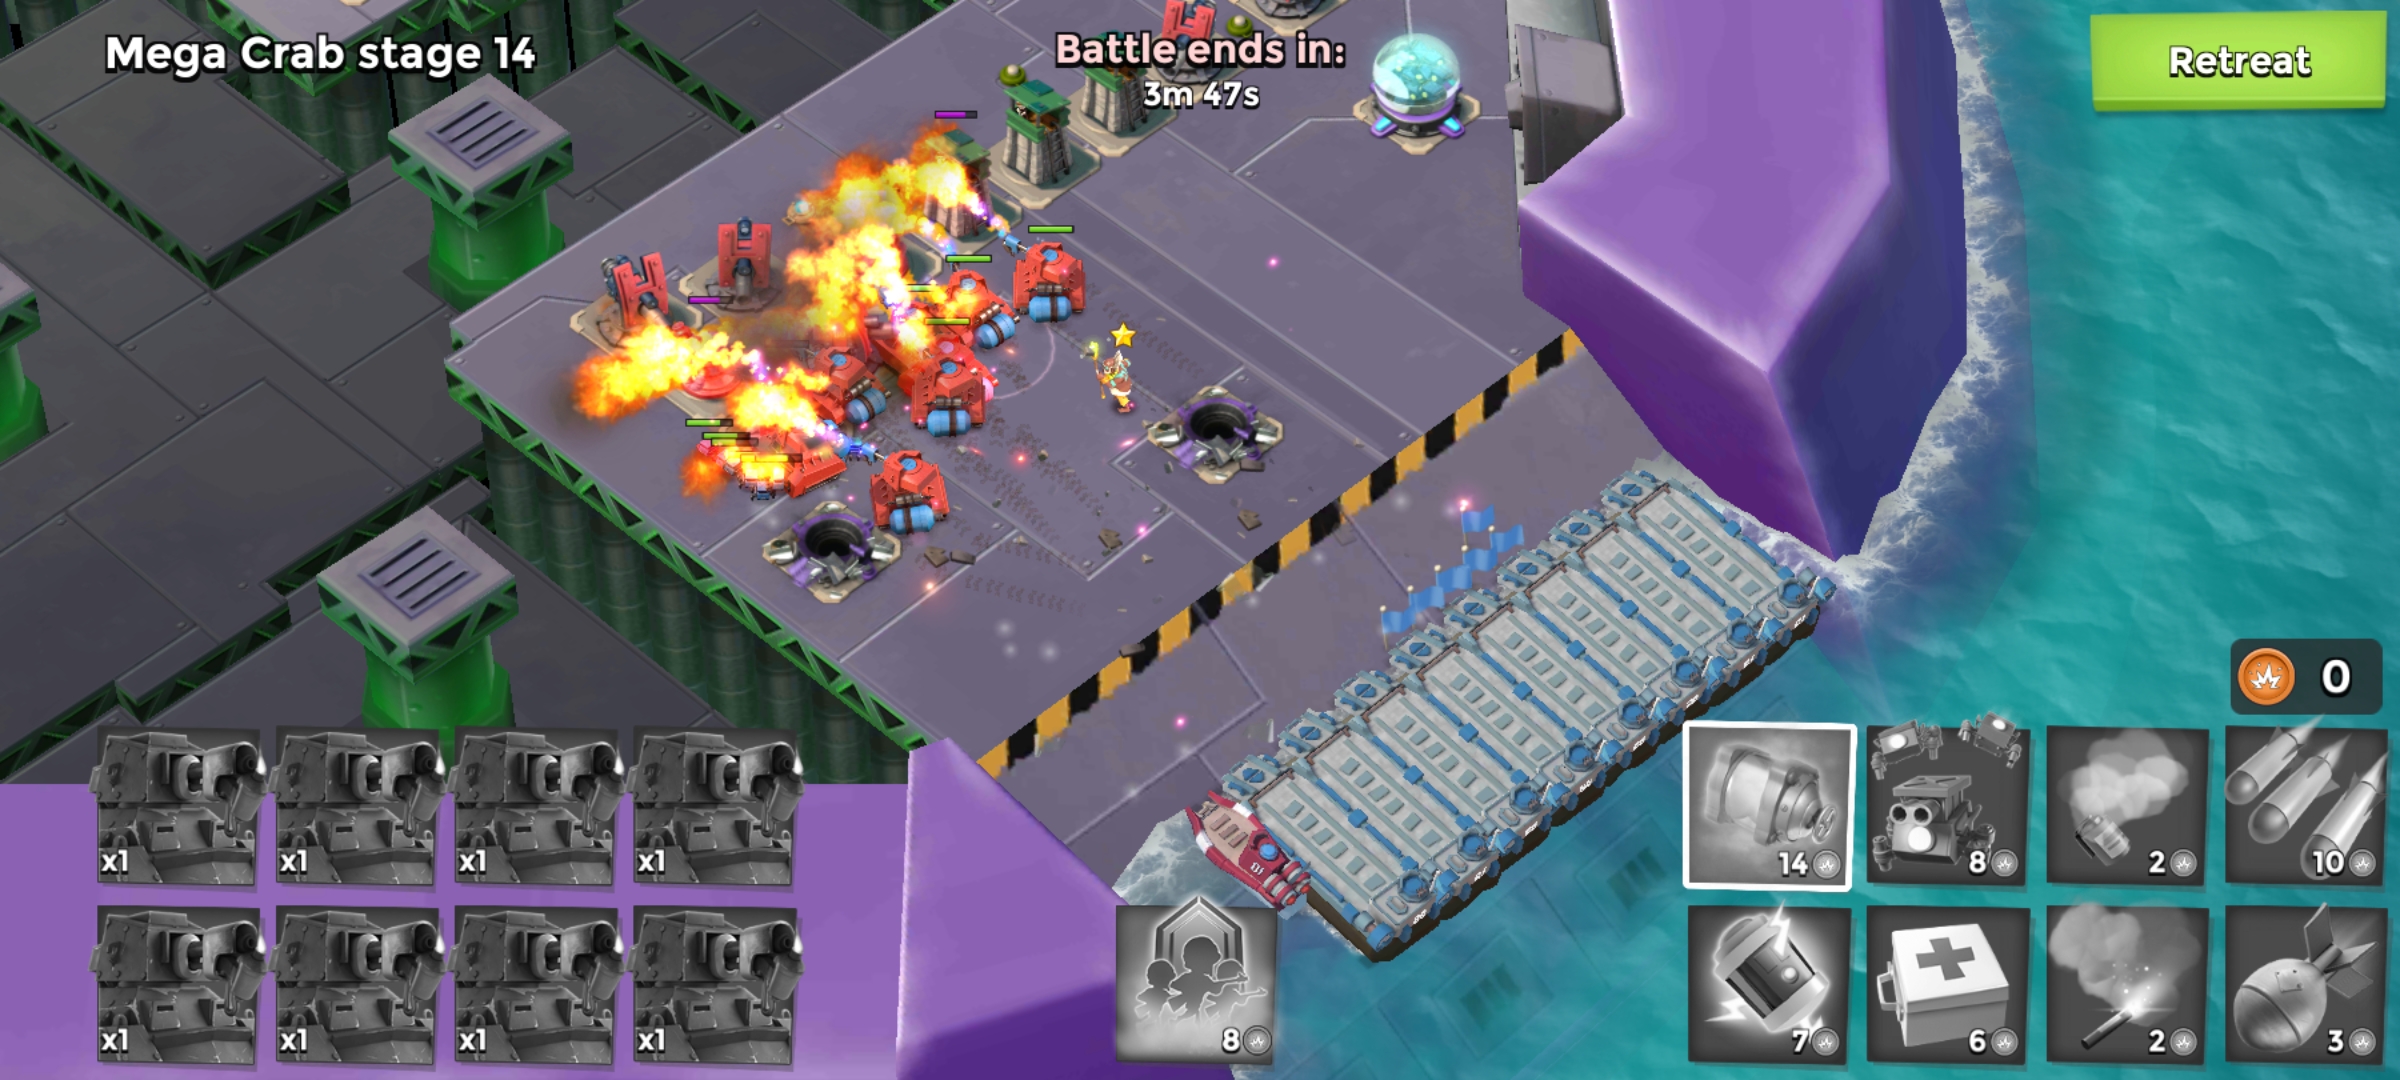 Mega Crab stage 14
Battle ends in:
3m 47s
Retreat
0
x1 x1 x1 x1
14 8 2 10
x1 x1 x1 x1
8
7 6 2 3